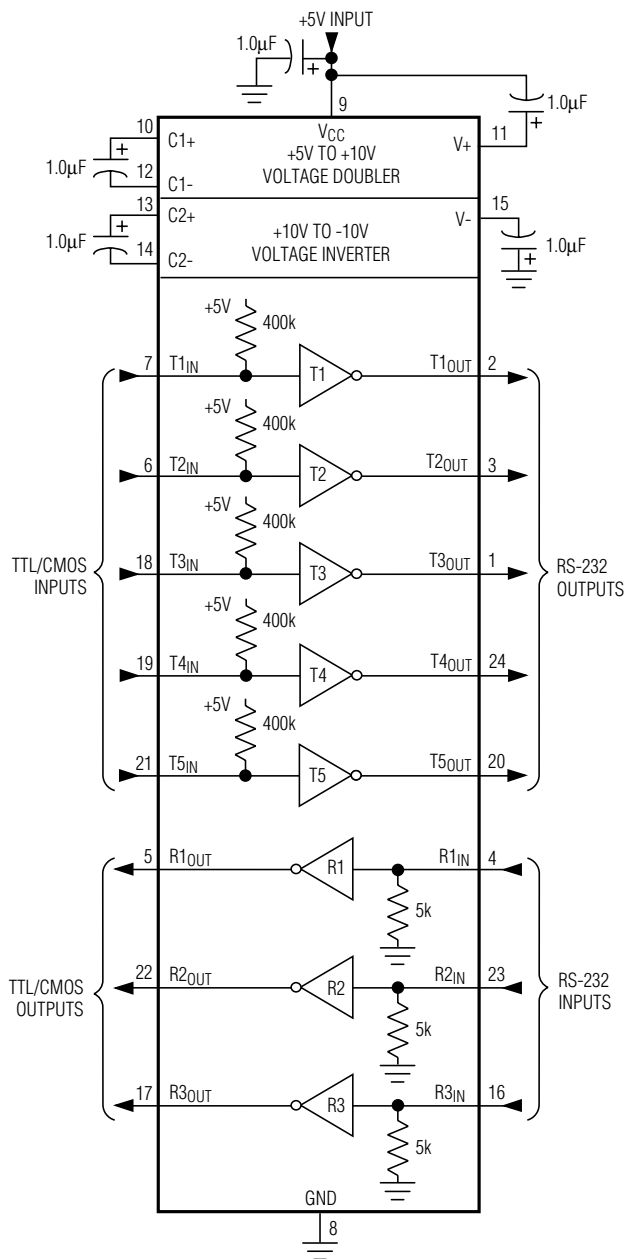 +5V INPUT
1.0µF
+
9
1.0µF
+
10
C1+
VCC
V+
11
1.0µF
+
+5V TO +10V
VOLTAGE DOUBLER
12
C1-
13
C2+
V-
15
1.0µF
+
+10V TO -10V
VOLTAGE INVERTER
14
C2-
1.0µF
+
+5V
400k
7
T1IN
T1
T1OUT
2
+5V
400k
6
T2IN
T2
T2OUT
3
+5V
400k
TTL/CMOS
INPUTS
18
T3IN
T3
T3OUT
1
RS-232
OUTPUTS
+5V
400k
19
T4IN
T4
T4OUT
24
+5V
400k
21
T5IN
T5
T5OUT
20
5
R1OUT
R1
R1IN
4
5k
TTL/CMOS
OUTPUTS
22
R2OUT
R2
R2IN
23
RS-232
INPUTS
5k
17
R3OUT
R3
R3IN
16
5k
GND
8